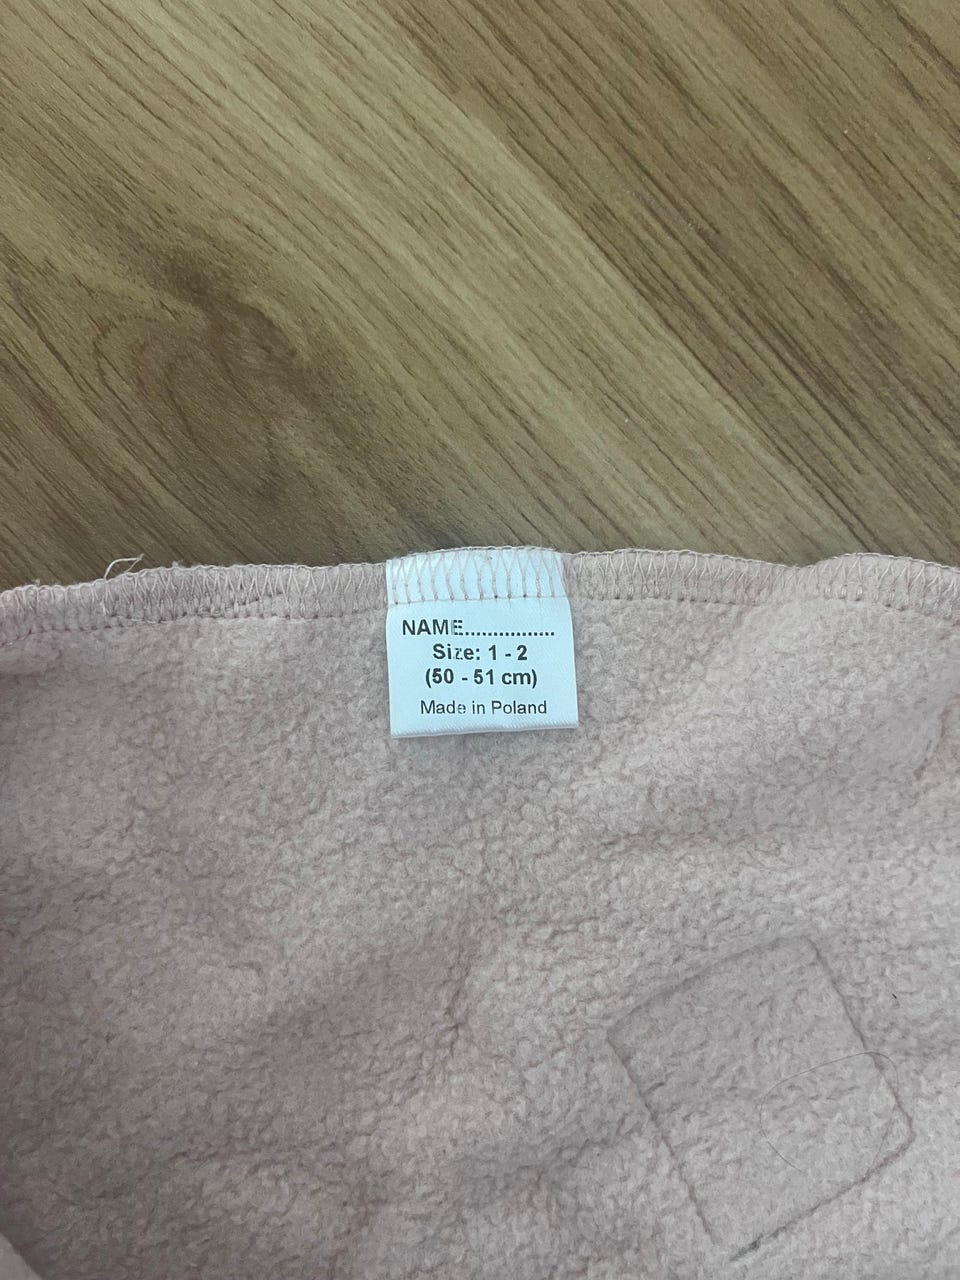 NAME.................
Size: 1 - 2
(50 - 51 cm)
Made in Poland